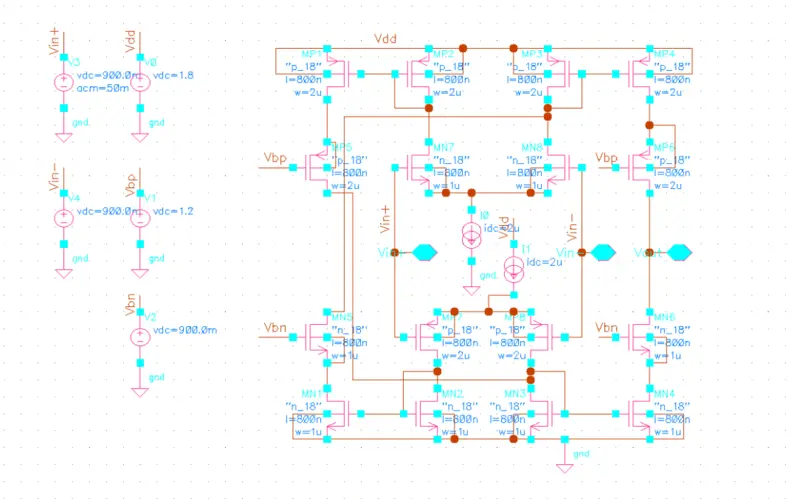 Vin+
Vdd
V3
vdc=900.0m
acm=50m
gnd
V0
vdc=1.8
gnd
Vin-
Vbp
V4
vdc=900.0m
gnd
V1
vdc=1.2
gnd
Vbn
V2
vdc=900.0m
gnd
Vdd
MP1
"p_18"
l=800n
w=2u
MP2
"p_18"
l=800n
w=2u
MP3
"p_18"
l=800n
w=2u
MP4
"p_18"
l=800n
w=2u
Vbp
MP5
"p_18"
l=800n
w=2u
MN7
"n_18"
l=800n
w=1u
MN8
"n_18"
l=800n
w=1u
Vbp
MP6
"p_18"
l=800n
w=2u
Vin+
I0
gnd
Vdd
I1
idc=2u
Vin-
Vbn
MN5
"n_18"
l=800n
w=1u
MP7
"p_18"
l=800n
w=2u
MP8
"p_18"
l=800n
w=2u
Vbn
MN6
"n_18"
l=800n
w=1u
MN1
"n_18"
l=800n
w=1u
MN2
"n_18"
l=800n
w=1u
MN3
"n_18"
l=800n
w=1u
MN4
"n_18"
l=800n
w=1u
gnd